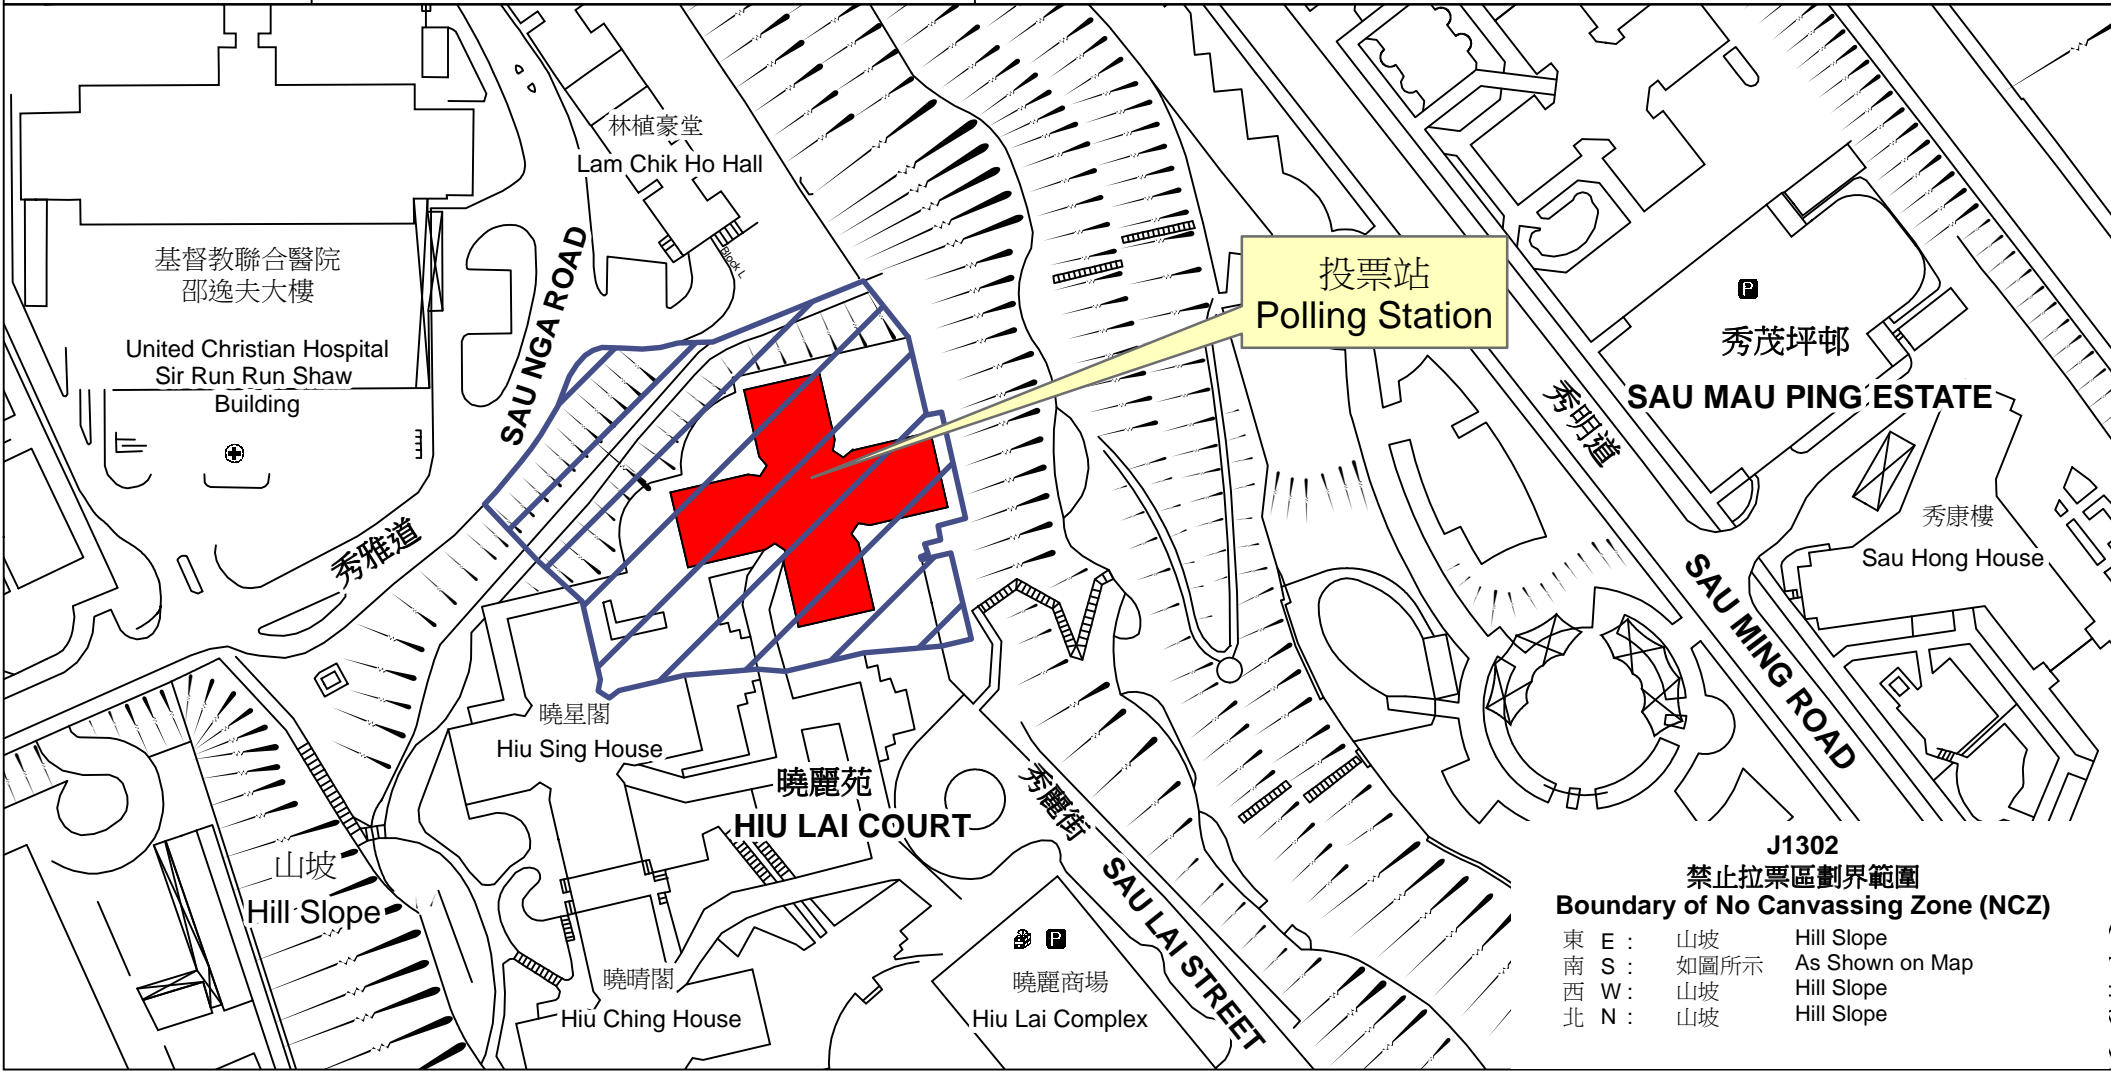 林植豪堂
Lam Chik Ho Hall
Block L
基督教聯合醫院
邵逸夫大樓
United Christian Hospital
Sir Run Run Shaw
Building
SAU NGA ROAD
秀雅道
投票站
Polling Station
P
秀茂坪邨
SAU MAU PING ESTATE
秀明道
SAU MING ROAD
秀康樓
Sau Hong House
曉星閣
Hiu Sing House
曉麗苑
HIU LAI COURT
秀麗街
SAU LAI STREET
山坡
Hill Slope
曉晴閣
Hiu Ching House
P
曉麗商場
Hiu Lai Complex
J1302
禁止拉票區劃界範圍
Boundary of No Canvassing Zone (NCZ)
東 E : 山坡 Hill Slope
南 S : 如圖所示 As Shown on Map
西 W : 山坡 Hill Slope
北 N : 山坡 Hill Slope